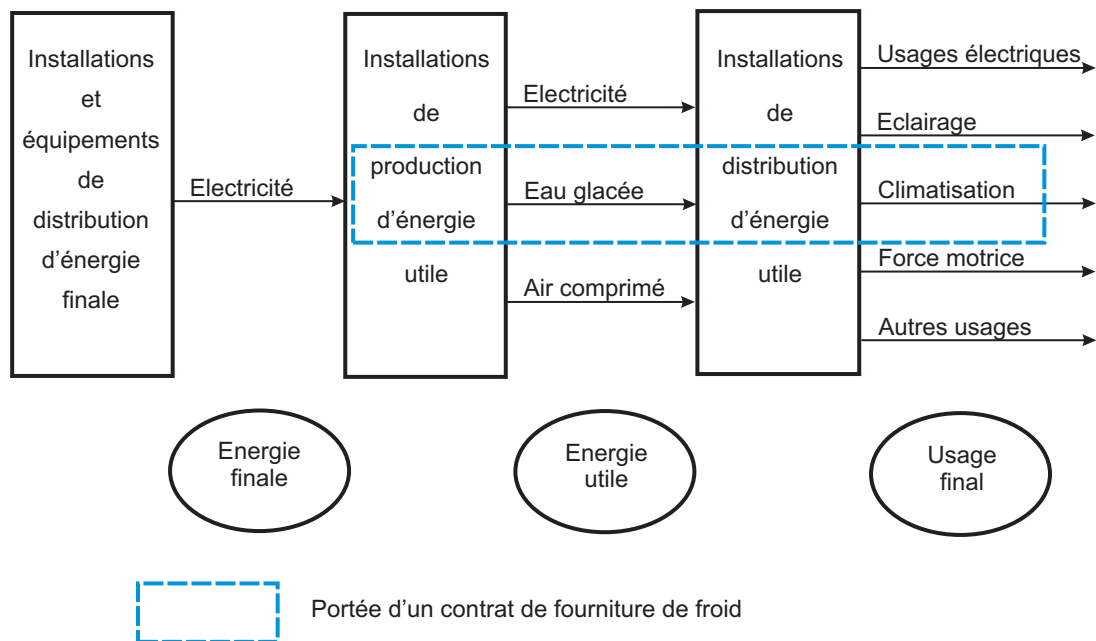 Installations
et
équipements
de
distribution
d’énergie
finale
Electricité
Installations
de
production
d’énergie
utile
Electricité
Eau glacée
Air comprimé
Installations
de
distribution
d’énergie
utile
Usages électriques
Eclairage
Climatisation
Force motrice
Autres usages
Energie
finale
Energie
utile
Usage
final
Portée d’un contrat de fourniture de froid